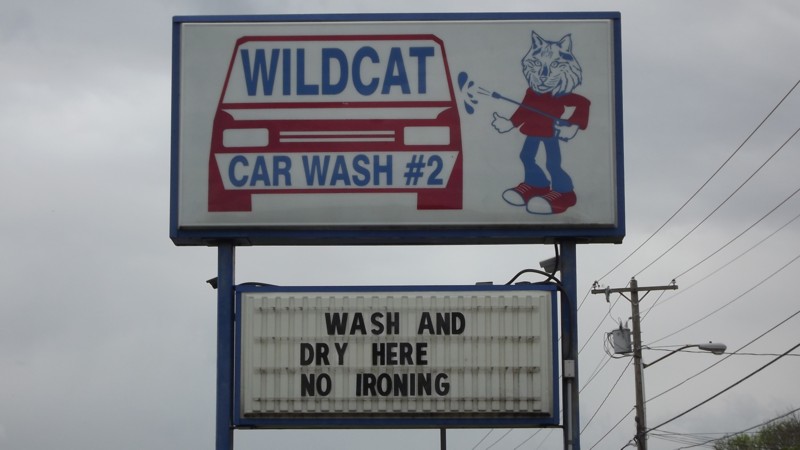 WILDCAT
CAR WASH #2
WASH AND
DRY HERE
NO IRONING